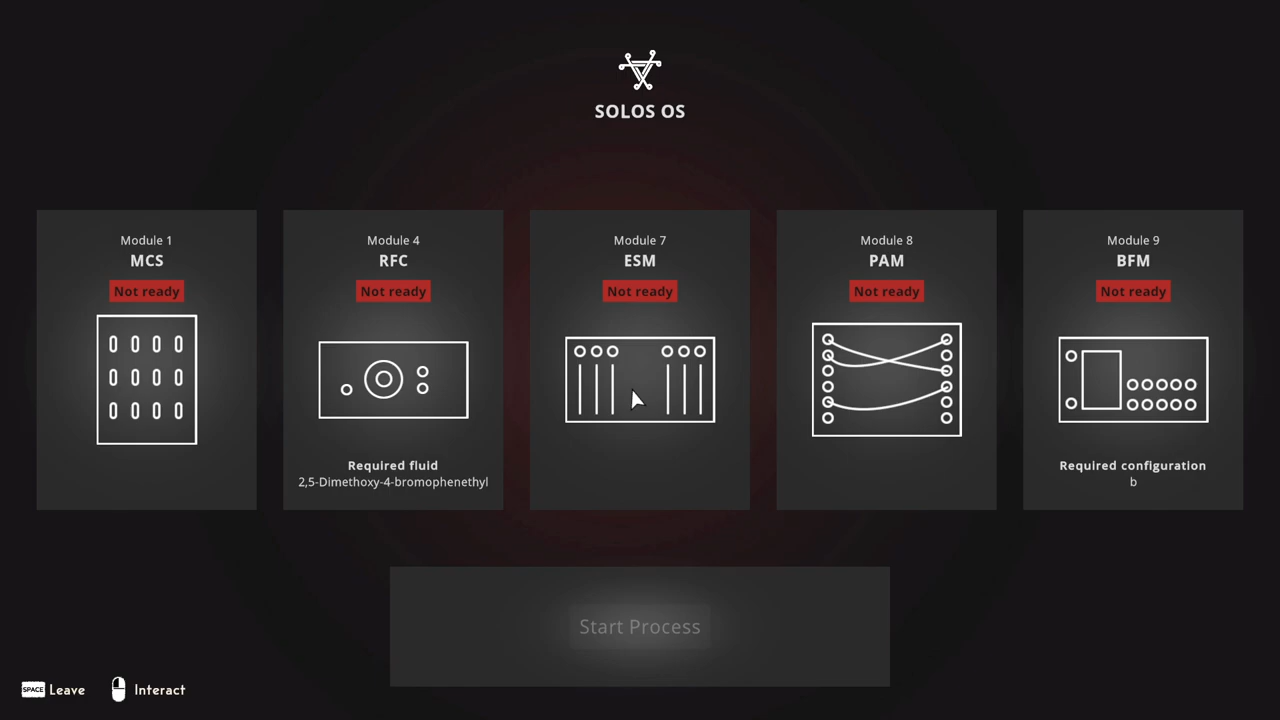 SOLOS OS
Module 1
MCS
Not ready
Module 4
RFC
Not ready
Required fluid
2,5-Dimethoxy-4-bromophenethyl
Module 7
ESM
Not ready
Module 8
PAM
Not ready
Module 9
BFM
Not ready
Required configuration
b
Start Process
SPACE Leave
Interact